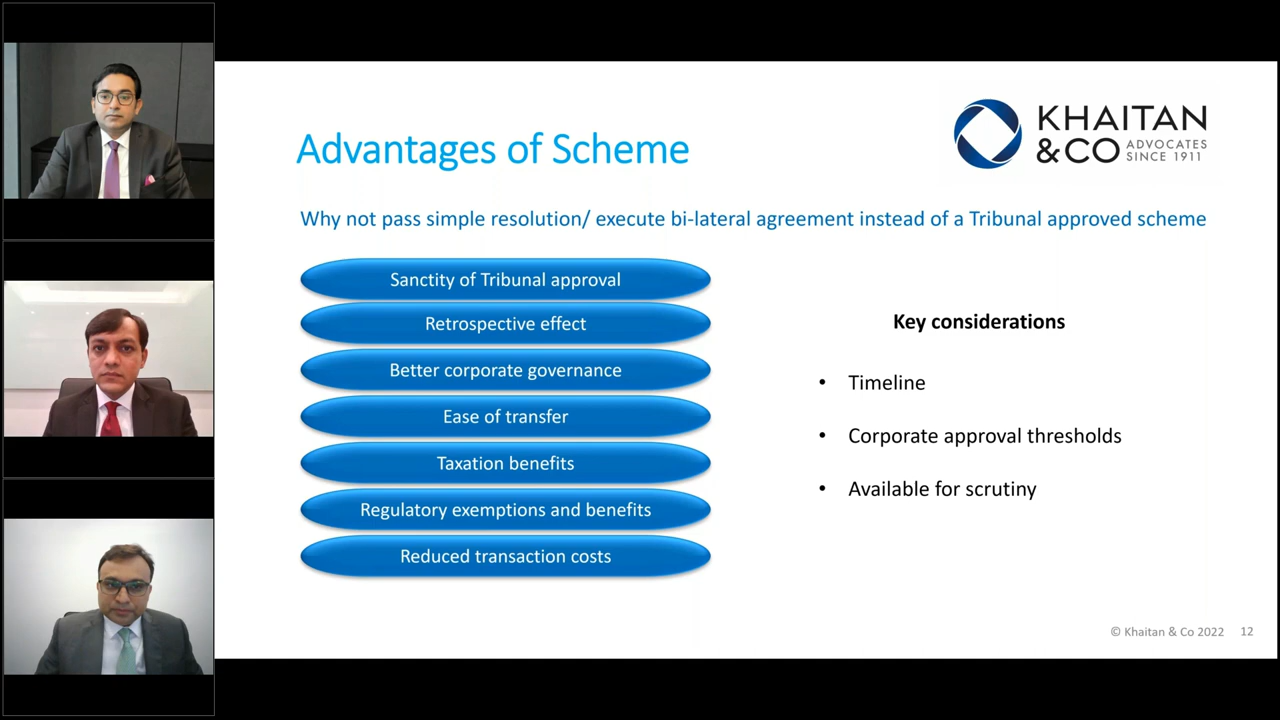 KHAITAN
&CO ADVOCATES
SINCE 1911
Advantages of Scheme
Why not pass simple resolution/ execute bi-lateral agreement instead of a Tribunal approved scheme
Sanctity of Tribunal approval
Retrospective effect
Better corporate governance
Ease of transfer
Taxation benefits
Regulatory exemptions and benefits
Reduced transaction costs
Key considerations
• Timeline
• Corporate approval thresholds
• Available for scrutiny
© Khaitan & Co 2022 12